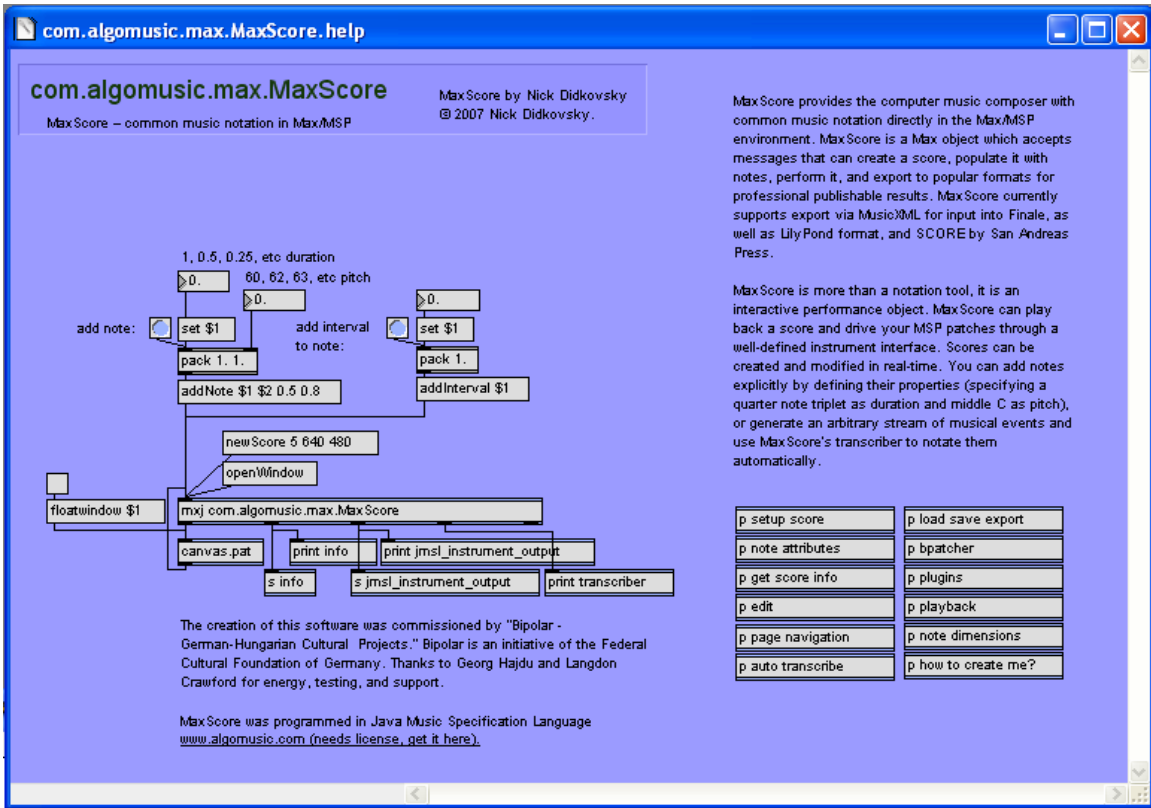 com.algomusic.max.MaxScore.help
com.algomusic.max.MaxScore
MaxScore – common music notation in Max/MSP
MaxScore by Nick Didkovsky
© 2007 Nick Didkovsky.
MaxScore provides the computer music composer with
common music notation directly in the Max/MSP
environment. MaxScore is a Max object which accepts
messages that can create a score, populate it with
notes, perform it, and export to popular formats for
professional publishable results. MaxScore currently
supports export via MusicXML for input into Finale, as
well as LilyPond format, and SCORE by San Andreas
Press.
MaxScore is more than a notation tool, it is an
interactive performance object. MaxScore can play
back a score and drive your MSP patches through a
well-defined instrument interface. Scores can be
created and modified in real-time. You can add notes
explicitly by defining their properties (specifying a
quarter note triplet as duration and middle C as pitch),
or generate an arbitrary stream of musical events and
use MaxScore's transcriber to notate them
automatically.
1, 0.5, 0.25, etc duration
0.
60, 62, 63, etc pitch
0.
0.
add note:
set $1
add interval
to note:
set $1
pack 1. 1.
pack 1.
addNote $1 $2 0.5 0.8
addInterval $1
newScore 5 640 480
openWindow
floatwindow $1
mxj com.algomusic.max.MaxScore
canvas.pat
print info
print jmsl_instrument_output
s info
s jmsl_instrument_output
print transcriber
The creation of this software was commissioned by "Bipolar -
German-Hungarian Cultural Projects." Bipolar is an initiative of the Federal
Cultural Foundation of Germany. Thanks to Georg Hajdu and Langdon
Crawford for energy, testing, and support.
MaxScore was programmed in Java Music Specification Language
www.algomusic.com (needs license, get it here).
p setup score
p load save export
p note attributes
p bpatcher
p get score info
p plugins
p edit
p playback
p page navigation
p note dimensions
p auto transcribe
p how to create me?